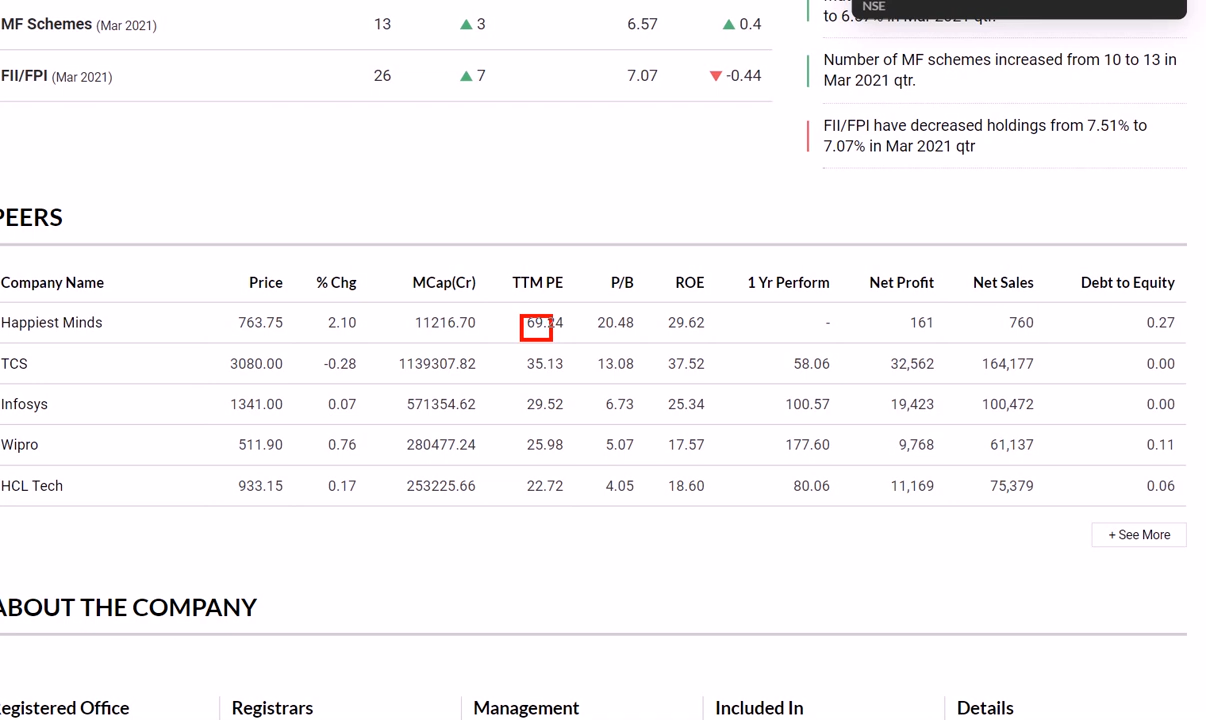 NSE
MF Schemes (Mar 2021) 13 3 6.57 0.4
Number of MF schemes increased from 10 to 13 in
Mar 2021 qtr.
FII/FPI (Mar 2021) 26 7 7.07 -0.44
FII/FPI have decreased holdings from 7.51% to
7.07% in Mar 2021 qtr
PEERS
Company Name Price % Chg MCap(Cr) TTM PE P/B ROE 1 Yr Perform Net Profit Net Sales Debt to Equity
Happiest Minds 763.75 2.10 11216.70 69.24 20.48 29.62 - 161 760 0.27
TCS 3080.00 -0.28 1139307.82 35.13 13.08 37.52 58.06 32,562 164,177 0.00
Infosys 1341.00 0.07 571354.62 29.52 6.73 25.34 100.57 19,423 100,472 0.00
Wipro 511.90 0.76 280477.24 25.98 5.07 17.57 177.60 9,768 61,137 0.11
HCL Tech 933.15 0.17 253225.66 22.72 4.05 18.60 80.06 11,169 75,379 0.06
+ See More
ABOUT THE COMPANY
Registered Office Registrars Management Included In Details